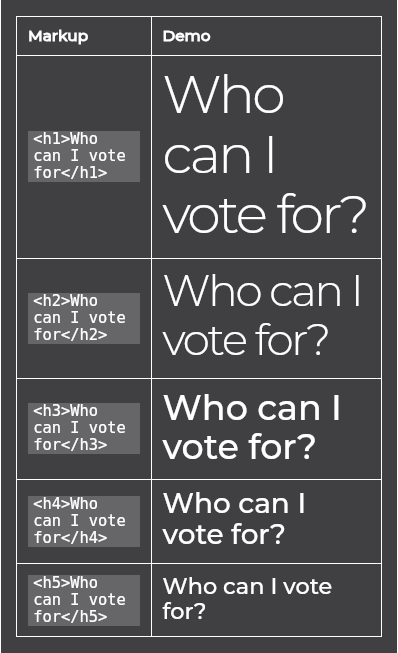 Markup Demo
<h1>Who
can I vote
for</h1>
Who
can I
vote for?
<h2>Who
can I vote
for</h2>
Who can I
vote for?
<h3>Who
can I vote
for</h3>
Who can I
vote for?
<h4>Who
can I vote
for</h4>
Who can I
vote for?
<h5>Who
can I vote
for</h5>
Who can I vote
for?